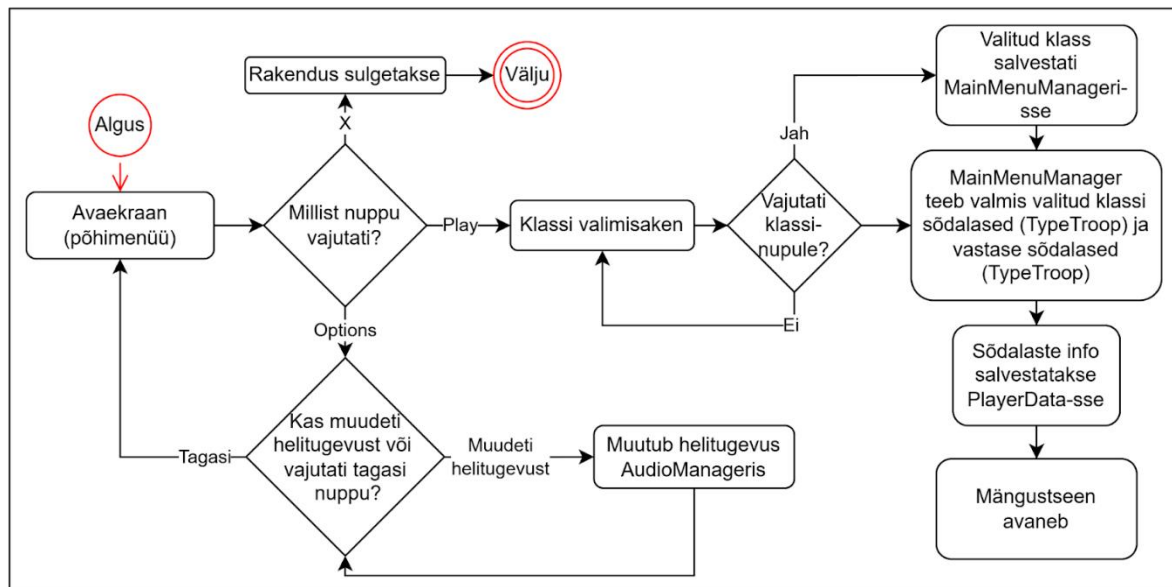 Rakendus sulgetakse
Välju
Valitud klass
salvestati
MainMenuManageri-
sse
Algus
X
Jah
Avaekraan
(põhimenüü)
Millist nuppu
vajutati?
Play
Klassi valimisaken
Vajutati
klassi-
nupule?
MainMenuManager
teeb valmis valitud klassi
sõdalased (TypeTroop) ja
vastase sõdalased
(TypeTroop)
Options
Ei
Sõdalaste info
salvestatakse
PlayerData-sse
Tagasi
Kas muudeti
helitugevust või
vajutati tagasi
nuppu?
Muudeti
helitugevust
Muutub helitugevus
AudioManageris
Mängustseen
avaneb